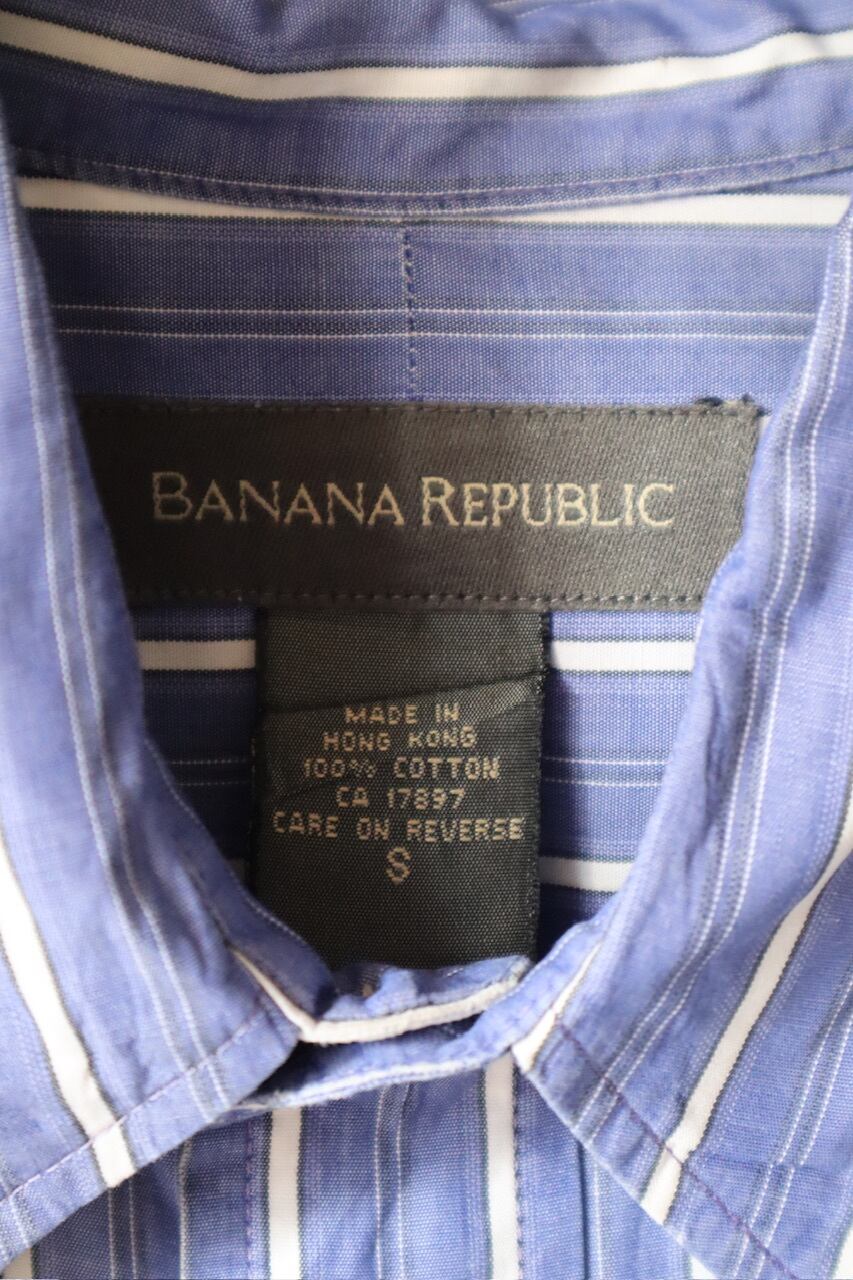 BANANA REPUBLIC
MADE IN
HONG KONG
100% COTTON
CA 17897
CARE ON REVERSE
S